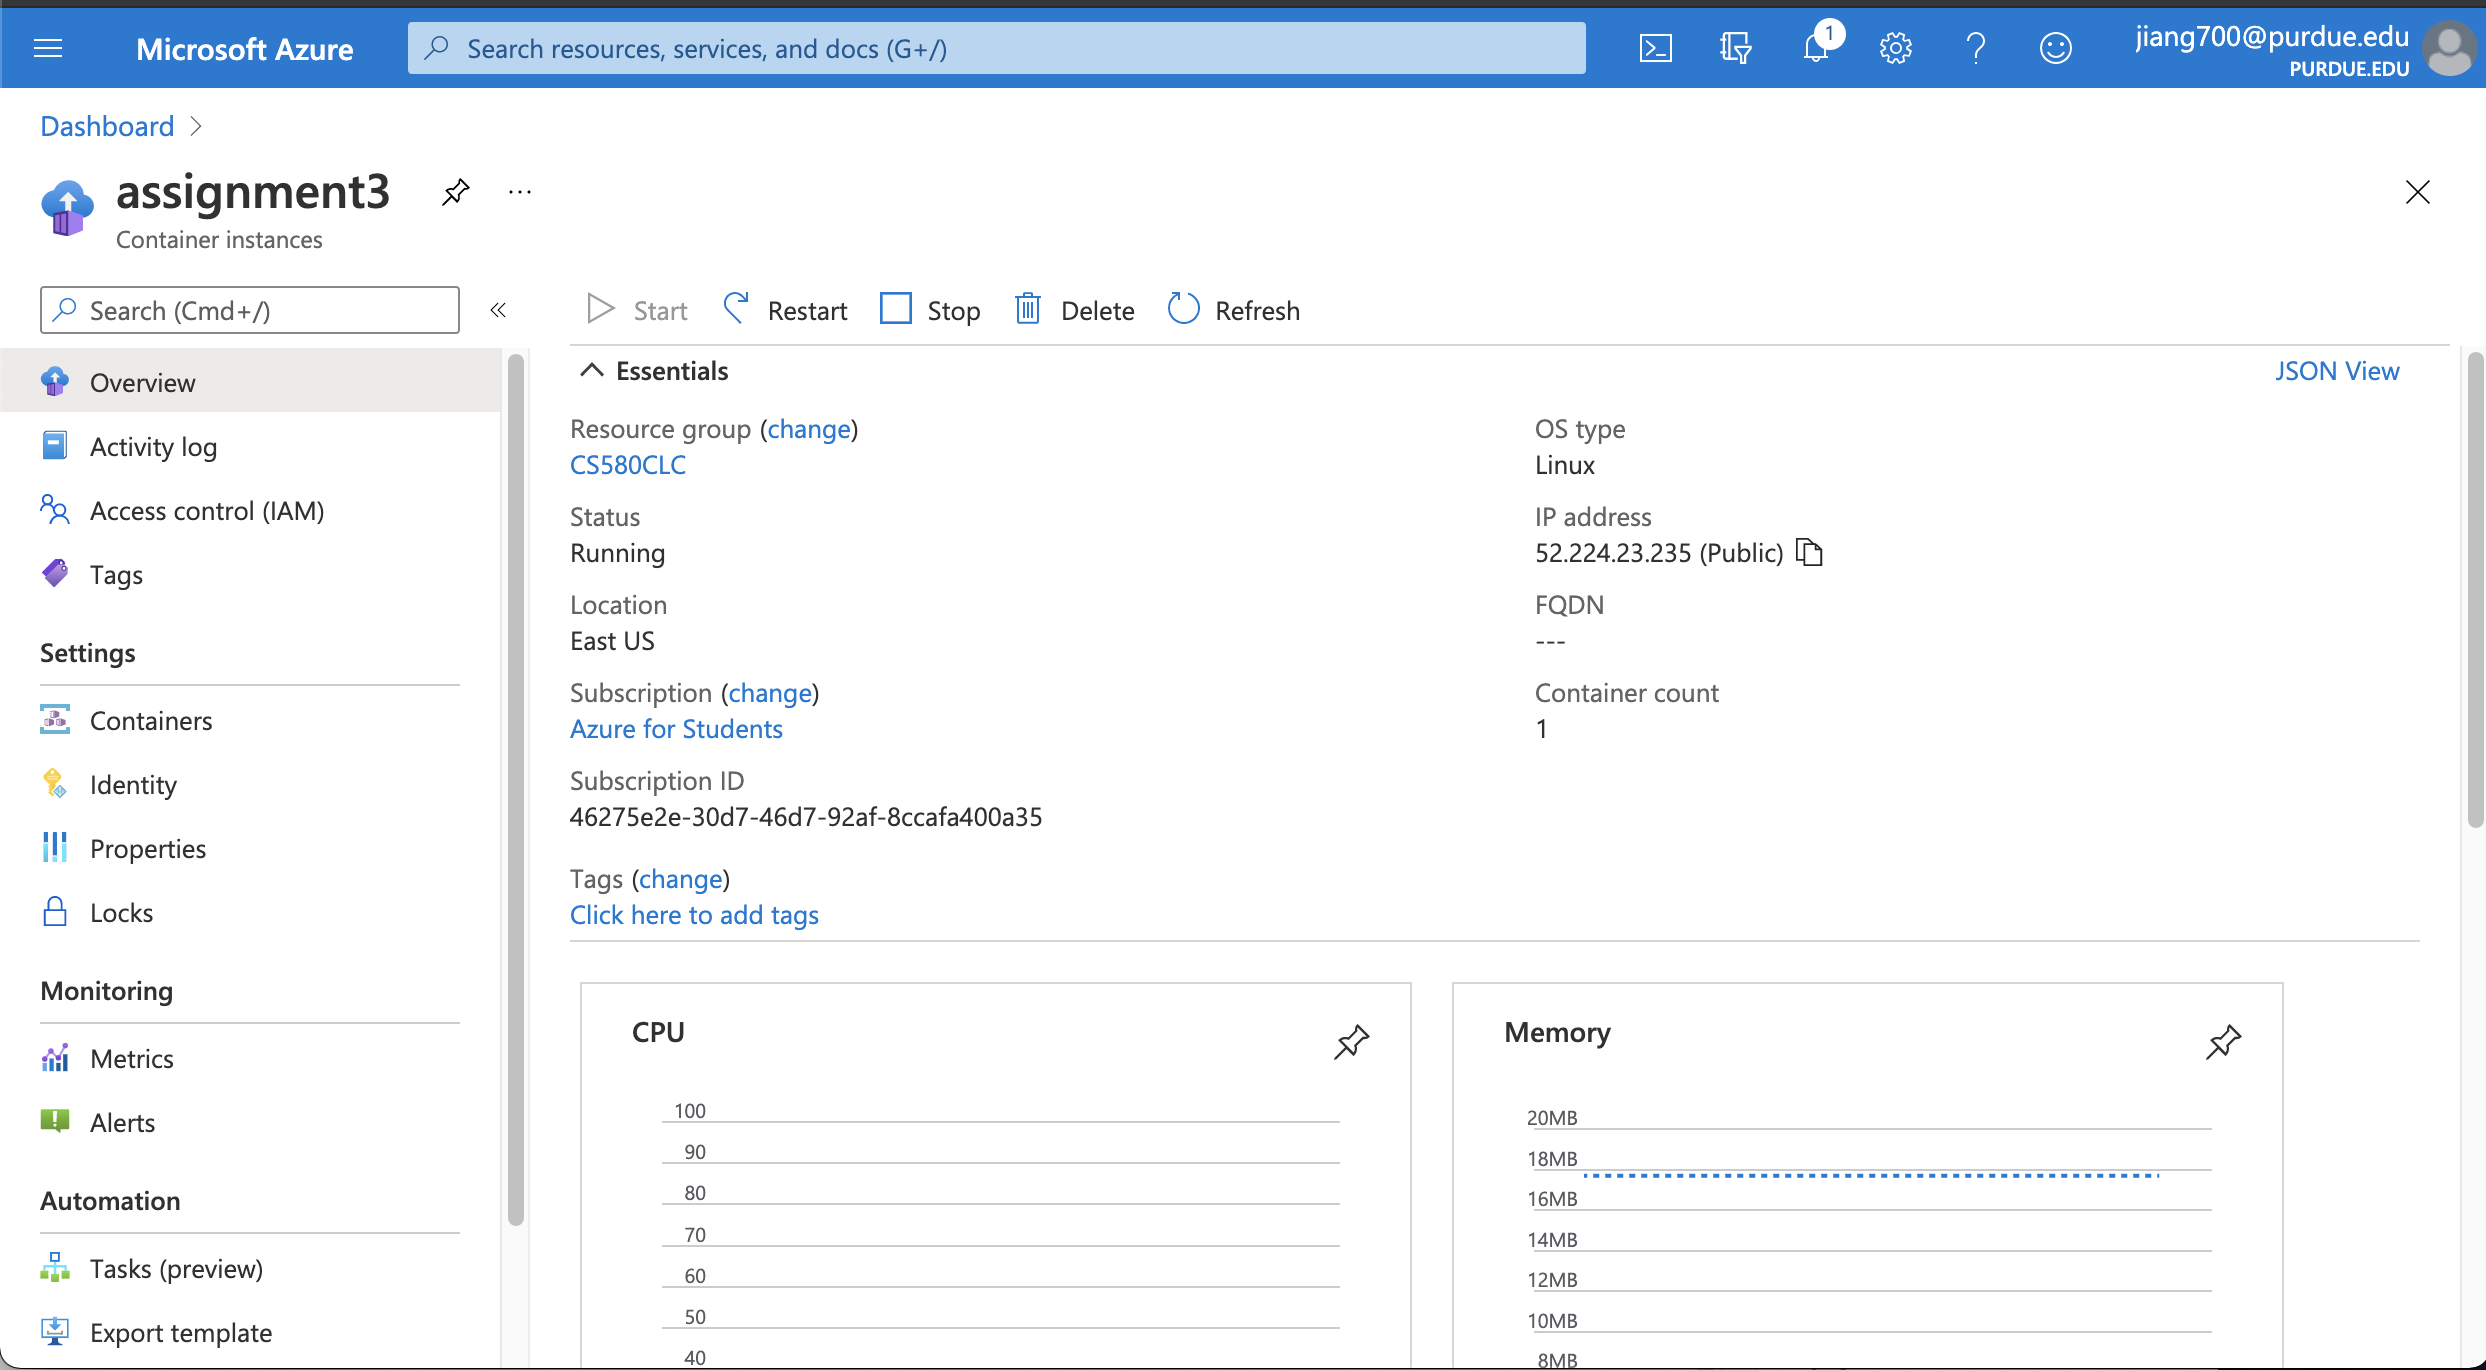 Microsoft Azure
Search resources, services, and docs (G+/)
1
jiang700@purdue.edu
PURDUE.EDU
Dashboard
assignment3
Container instances
Search (Cmd+/)
Overview
Activity log
Access control (IAM)
Tags
Settings
Containers
Identity
Properties
Locks
Monitoring
Metrics
Alerts
Automation
Tasks (preview)
Export template
Start Restart Stop Delete Refresh
Essentials
JSON View
Resource group (change)
CS580CLC
Status
Running
Location
East US
Subscription (change)
Azure for Students
Subscription ID
46275e2e-30d7-46d7-92af-8ccafa400a35
Tags (change)
Click here to add tags
OS type
Linux
IP address
52.224.23.235 (Public)
FQDN
---
Container count
1
CPU
100
90
80
70
60
50
40
Memory
20MB
18MB
16MB
14MB
12MB
10MB
8MB